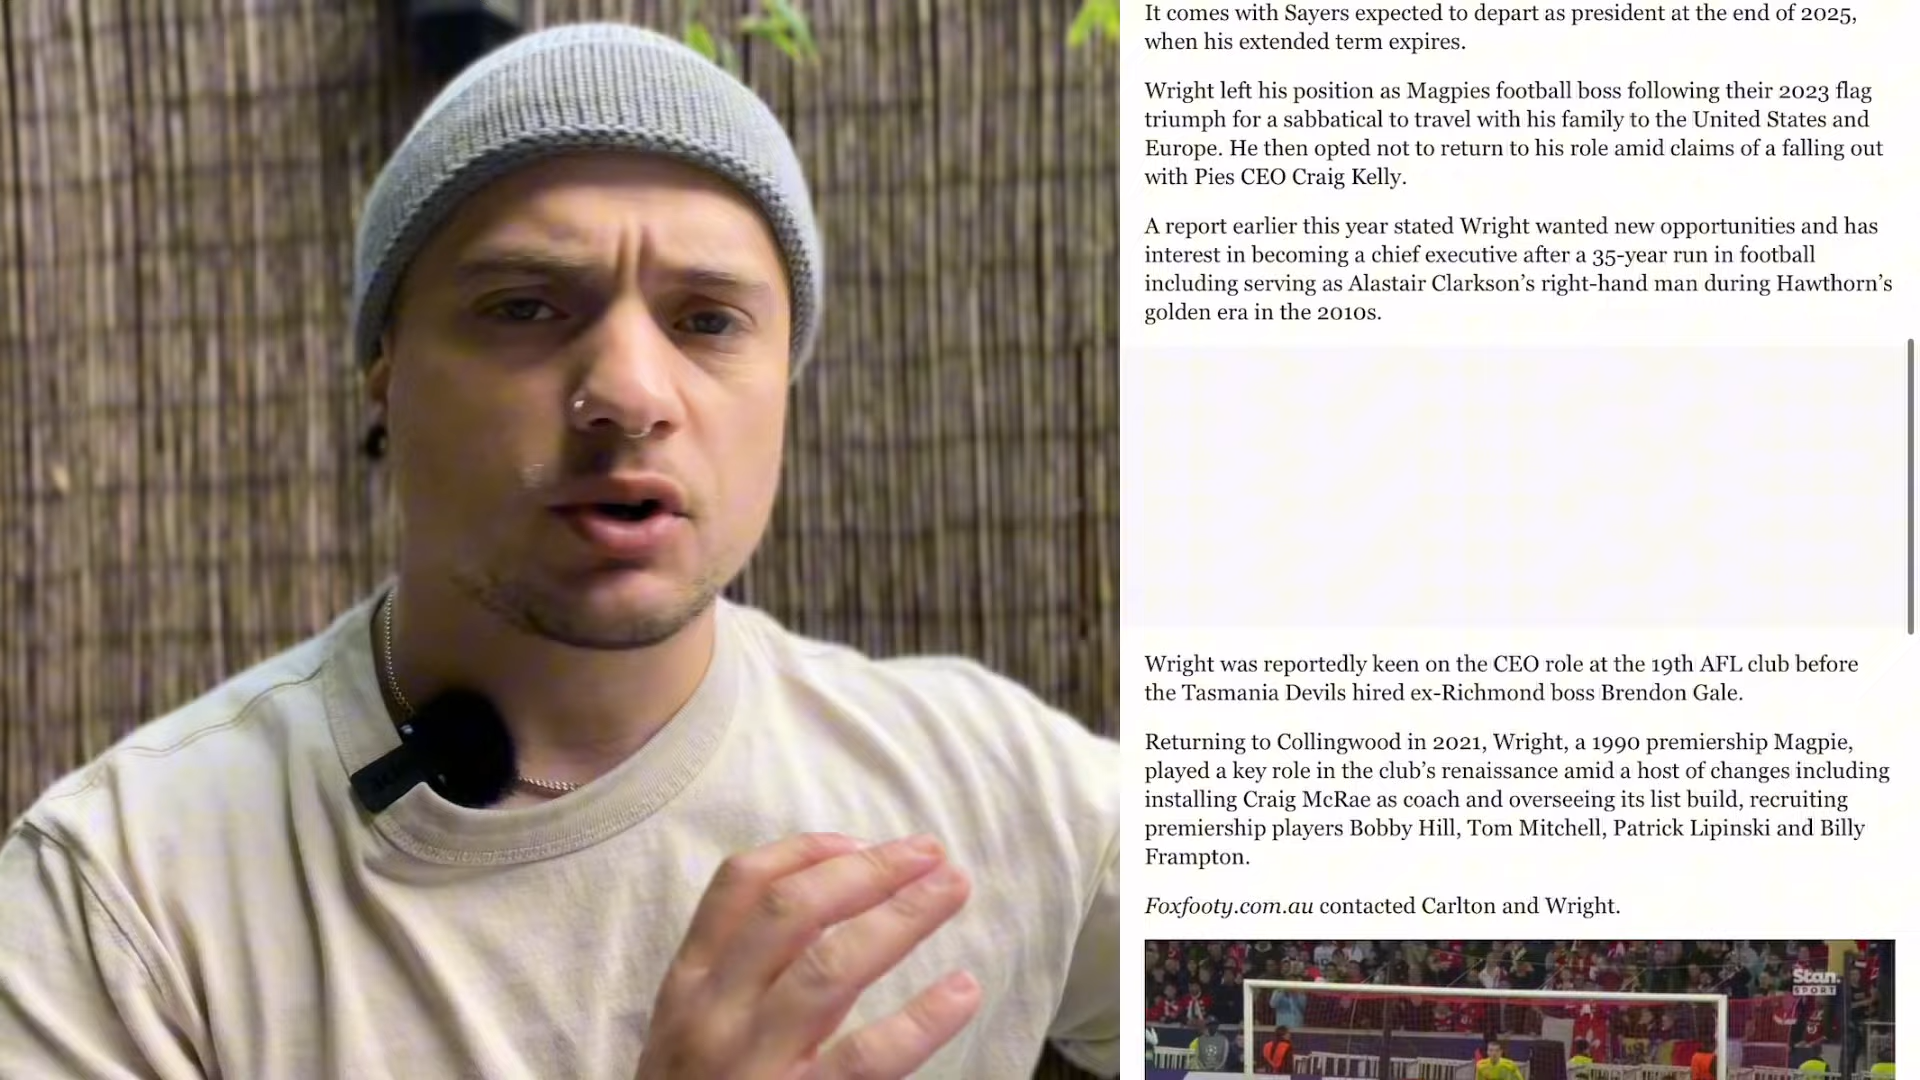 It comes with Sayers expected to depart as president at the end of 2025,
when his extended term expires.
Wright left his position as Magpies football boss following their 2023 flag
triumph for a sabbatical to travel with his family to the United States and
Europe. He then opted not to return to his role amid claims of a falling out
with Pies CEO Craig Kelly.
A report earlier this year stated Wright wanted new opportunities and has
interest in becoming a chief executive after a 35-year run in football
including serving as Alastair Clarkson’s right-hand man during Hawthorn’s
golden era in the 2010s.
Wright was reportedly keen on the CEO role at the 19th AFL club before
the Tasmania Devils hired ex-Richmond boss Brendon Gale.
Returning to Collingwood in 2021, Wright, a 1990 premiership Magpie,
played a key role in the club’s renaissance amid a host of changes including
installing Craig McRae as coach and overseeing its list build, recruiting
premiership players Bobby Hill, Tom Mitchell, Patrick Lipinski and Billy
Frampton.
Foxfooty.com.au contacted Carlton and Wright.
Stan.
SPORT